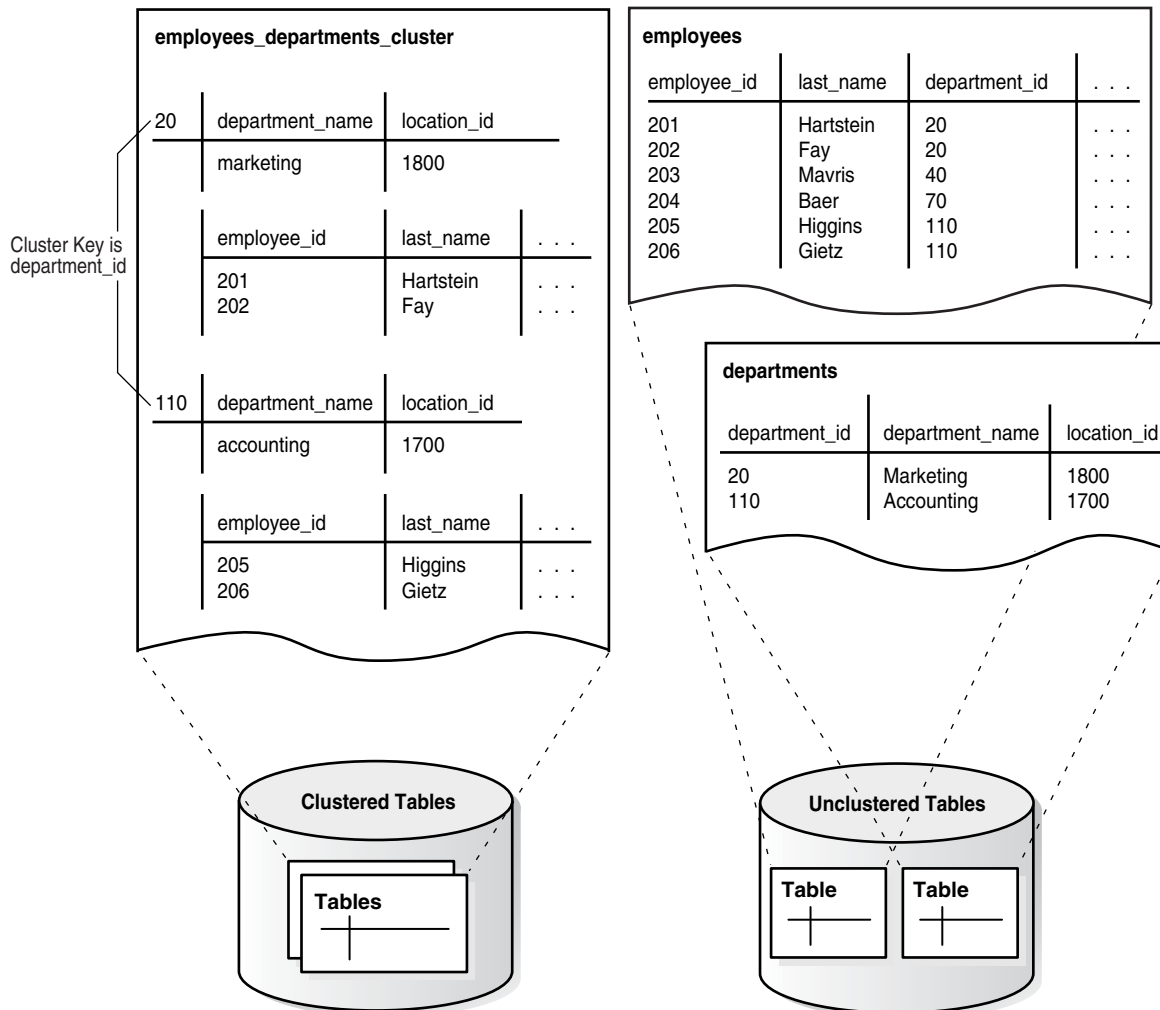 employees_departments_cluster
20 department_name location_id
marketing 1800
employee_id last_name . . .
201 Hartstein . . .
202 Fay . . .
Cluster Key is
department_id
110 department_name location_id
accounting 1700
employee_id last_name . . .
205 Higgins . . .
206 Gietz . . .
employees
employee_id last_name department_id . . .
201 Hartstein 20 . . .
202 Fay 20 . . .
203 Mavris 40 . . .
204 Baer 70 . . .
205 Higgins 110 . . .
206 Gietz 110 . . .
departments
department_id department_name location_id
20 Marketing 1800
110 Accounting 1700
Clustered Tables
Tables
Unclustered Tables
Table Table